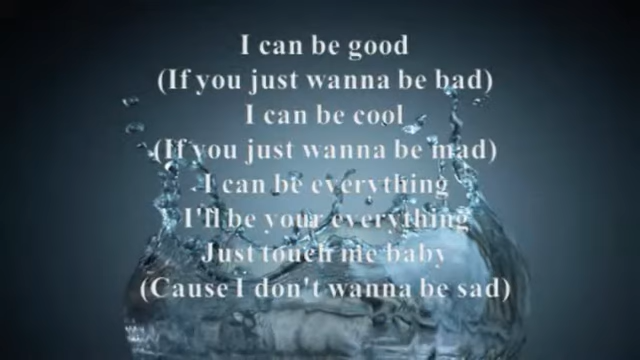 I can be good
(If you just wanna be bad)
I can be cool
(If you just wanna be mad)
I can be everything
I'll be your everything
Just touch me baby
(Cause I don't wanna be sad)